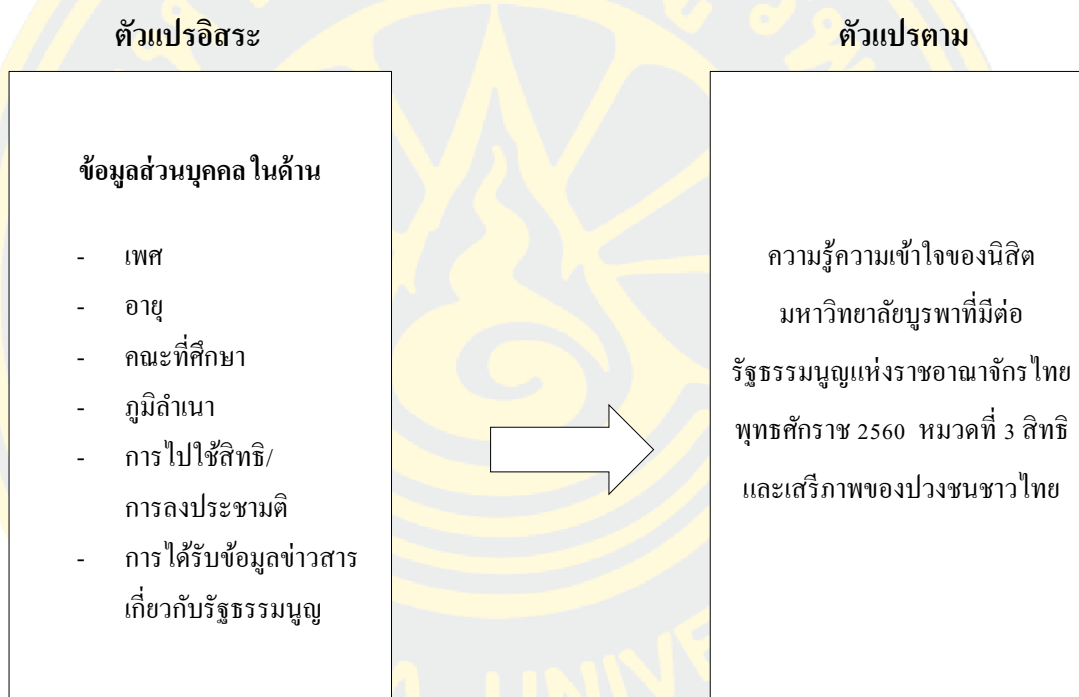 ตัวแปรอิสระ
ข้อมูลส่วนบุคคล ในด้าน
- เพศ
- อายุ
- คณะที่ศึกษา
- ภูมิลำเนา
- การไปใช้สิทธิ/
การลงประชามติ
- การได้รับข้อมูลข่าวสาร
เกี่ยวกับรัฐธรรมนูญ
ตัวแปรตาม
ความรู้ความเข้าใจของนิสิต
มหาวิทยาลัยบูรพาที่มีต่อ
รัฐธรรมนูญแห่งราชอาณาจักรไทย
พุทธศักราช 2560 หมวดที่ 3 สิทธิ
และเสรีภาพของปวงชนชาวไทย
UNIVE